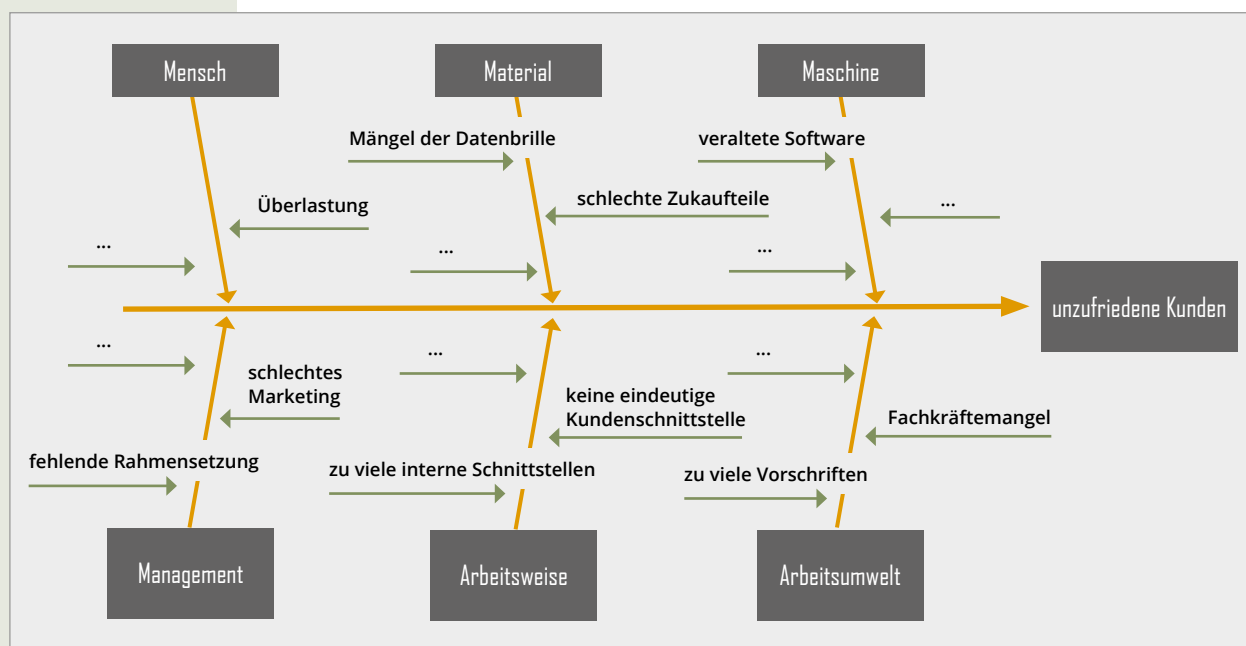 Mensch
Material
Maschine
Mängel der Datenbrille
veraltete Software
Überlastung
schlechte Zukaufteile
...
...
...
...
unzufriedene Kunden
...
...
...
schlechtes
Marketing
keine eindeutige
Kundenschnittstelle
Fachkräftemangel
fehlende Rahmensetzung
zu viele interne Schnittstellen
zu viele Vorschriften
Management
Arbeitsweise
Arbeitsumwelt